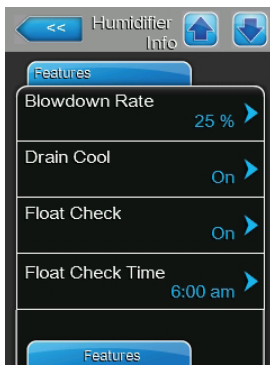 << Humidifier
Info
Features
Blowdown Rate
25 %
Drain Cool
On
Float Check
On
Float Check Time
6:00 am
Features